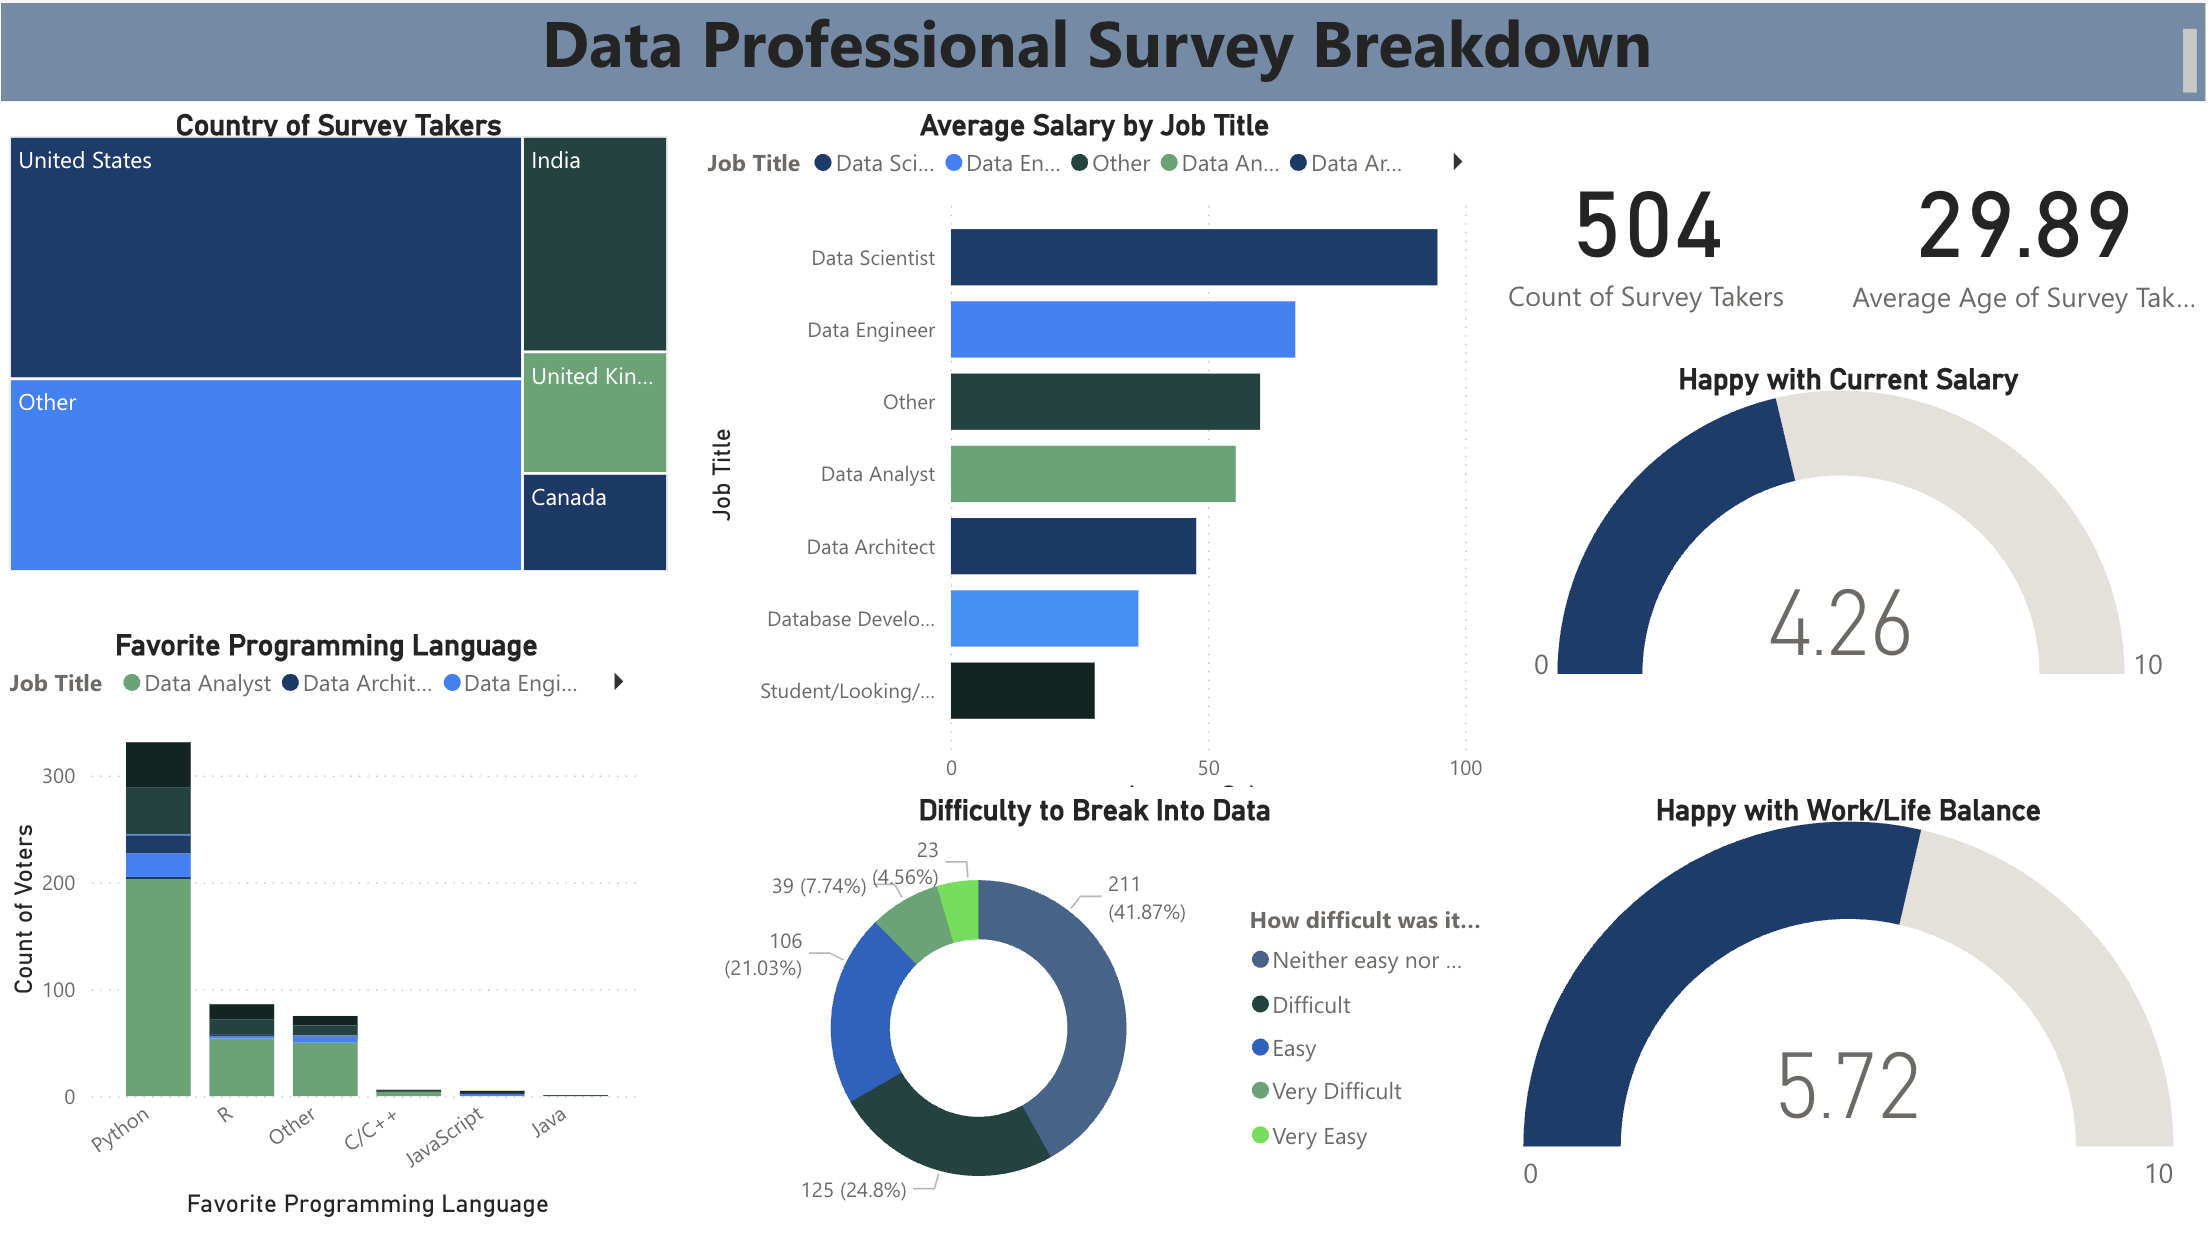 Data Professional Survey Breakdown
Country of Survey Takers
United States
India
Other
United Kin...
Canada
Average Salary by Job Title
Job Title Data Sci... Data En... Other Data An... Data Ar...
Job Title
Data Scientist
Data Engineer
Other
Data Analyst
Data Architect
Database Develo...
Student/Looking/...
0 50 100
504
Count of Survey Takers
29.89
Average Age of Survey Tak...
Happy with Current Salary
4.26
0 10
Favorite Programming Language
Job Title Data Analyst Data Archit... Data Engi...
Count of Voters
300
200
100
0
Python R Other C/C++ JavaScript Java
Favorite Programming Language
Difficulty to Break Into Data
23
(4.56%)
39 (7.74%)
211
(41.87%)
106
(21.03%)
125 (24.8%)
How difficult was it...
Neither easy nor ...
Difficult
Easy
Very Difficult
Very Easy
Happy with Work/Life Balance
5.72
0 10